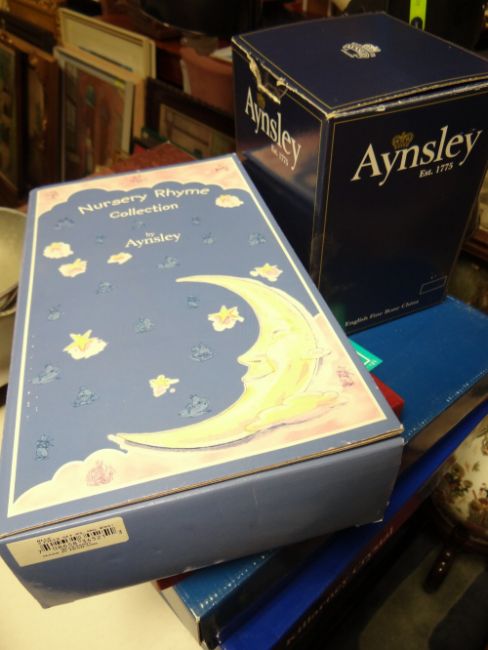 Nursery Rhyme
Collection
by
Aynsley
Aynsley
Est. 1775
Aynsley
Est. 1775
English Fine Bone China